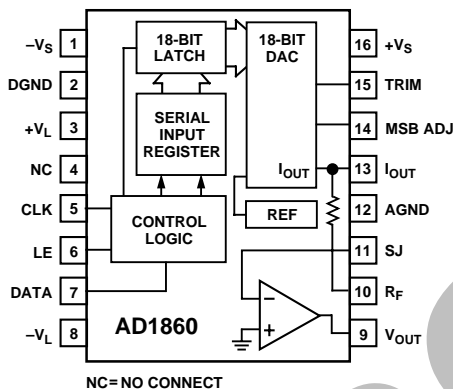 –VS 1
DGND 2
+VL 3
NC 4
CLK 5
LE 6
DATA 7
–VL 8
18-BIT
LATCH
SERIAL
INPUT
REGISTER
CONTROL
LOGIC
AD1860
18-BIT
DAC
IOUT
REF
–
+
16 +VS
15 TRIM
14 MSB ADJ
13 IOUT
12 AGND
11 SJ
10 RF
9 VOUT
NC= NO CONNECT